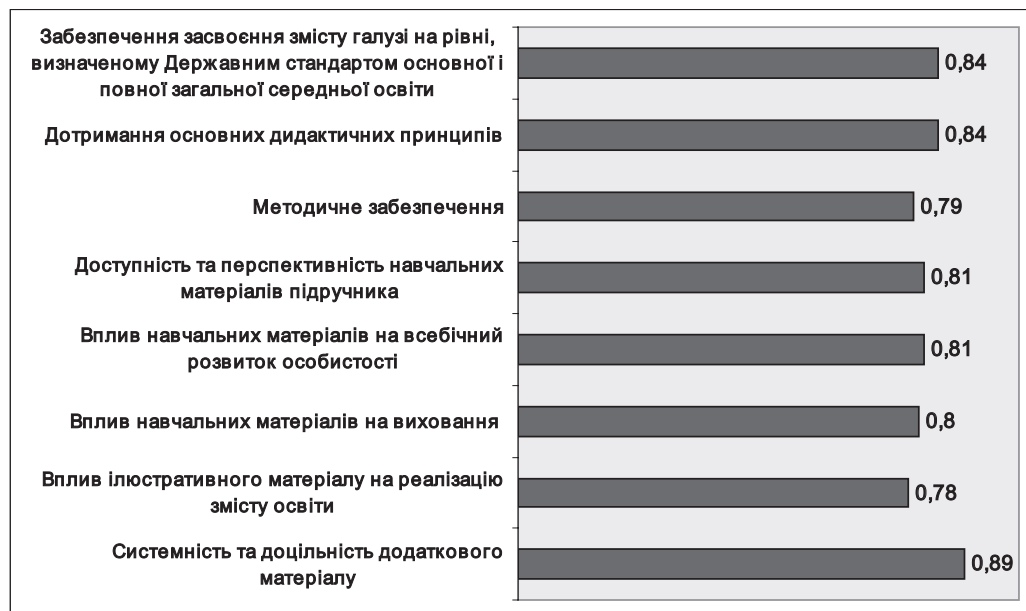 Забезпечення засвоєння змісту галузі на рівні,
визначеному Державним стандартом основної і
повної загальної середньої освіти
0,84
Дотримання основних дидактичних принципів
0,84
Методичне забезпечення
0,79
Доступність та перспективність навчальних
матеріалів підручника
0,81
Вплив навчальних матеріалів на всебічний
розвиток особистості
0,81
Вплив навчальних матеріалів на виховання
0,8
Вплив ілюстративного матеріалу на реалізацію
змісту освіти
0,78
Системність та доцільність додаткового
матеріалу
0,89